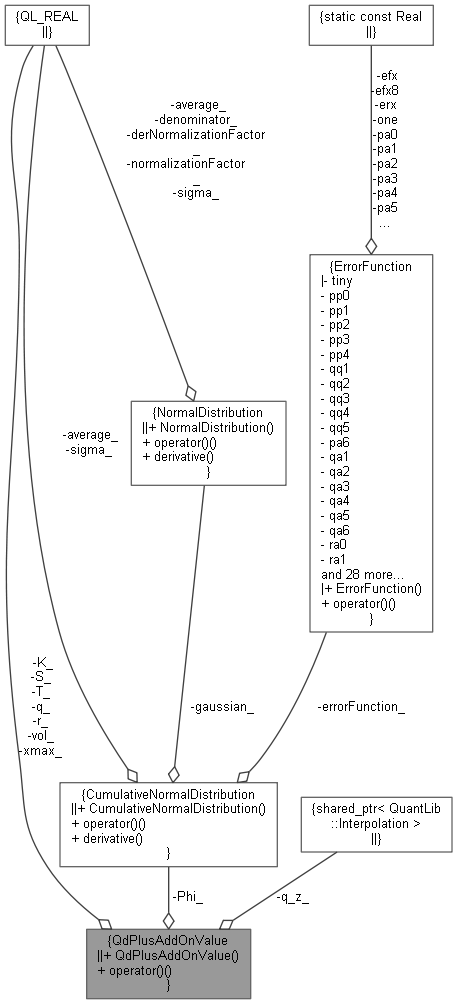 {QL_REAL
||}
{static const Real
||}
-efx
-efx8
-erx
-one
-pa0
-pa1
-pa2
-pa3
-pa4
-pa5
...
-average_
-denominator_
-derNormalizationFactor
_
-normalizationFactor
_
-sigma_
{ErrorFunction
|- tiny
- pp0
- pp1
- pp2
- pp3
- pp4
- qq1
- qq2
- qq3
- qq4
- qq5
- pa6
- qa1
- qa2
- qa3
- qa4
- qa5
- qa6
- ra0
- ra1
and 28 more...
|+ ErrorFunction()
+ operator()()
}
{NormalDistribution
||+ NormalDistribution()
+ operator()()
+ derivative()
}
-average_
-sigma_
-K_
-S_
-T_
-q_
-r_
-vol_
-xmax_
-gaussian_
-errorFunction_
{CumulativeNormalDistribution
||+ CumulativeNormalDistribution()
+ operator()()
+ derivative()
}
{shared_ptr< QuantLib
::Interpolation >
||}
-Phi_
-q_z_
{QdPlusAddOnValue
||+ QdPlusAddOnValue()
+ operator()()
}